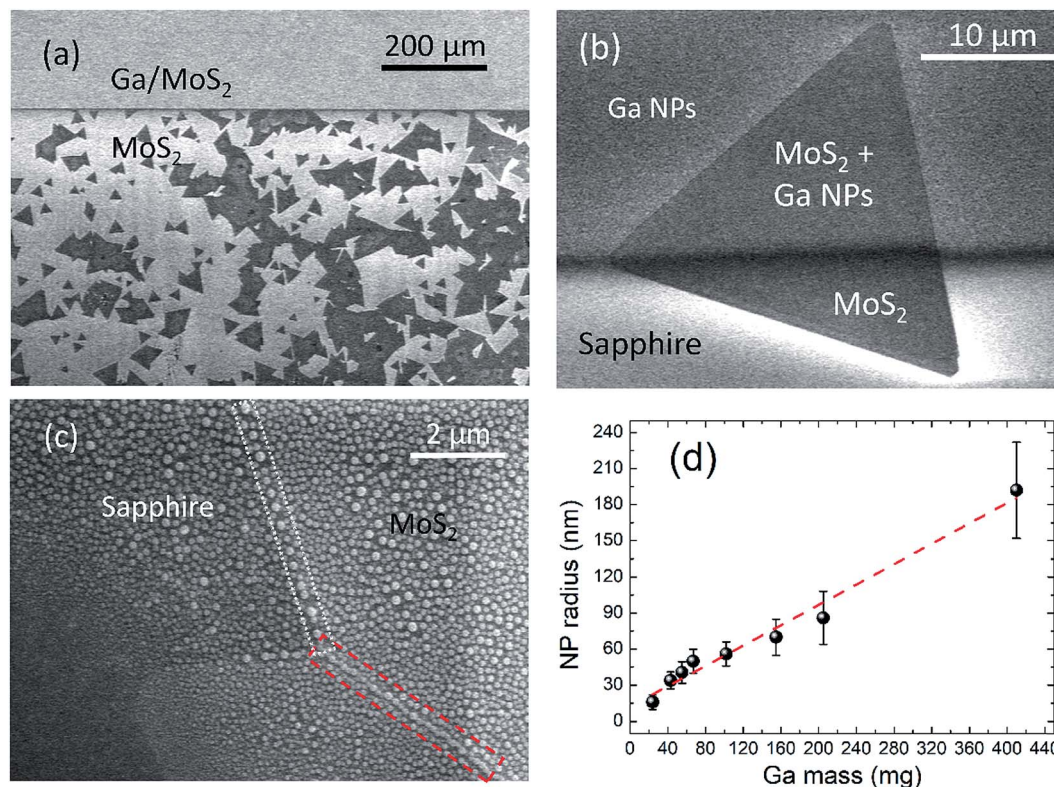 (a)
200 μm
Ga/MoS₂
MoS₂
(b)
10 μm
Ga NPs
MoS₂ +
Ga NPs
MoS₂
Sapphire
(c)
2 μm
Sapphire
MoS₂
(d)
NP radius (nm)
240
210
180
150
120
90
60
30
0
0 40 80 120 160 200 240 280 320 360 400 440
Ga mass (mg)